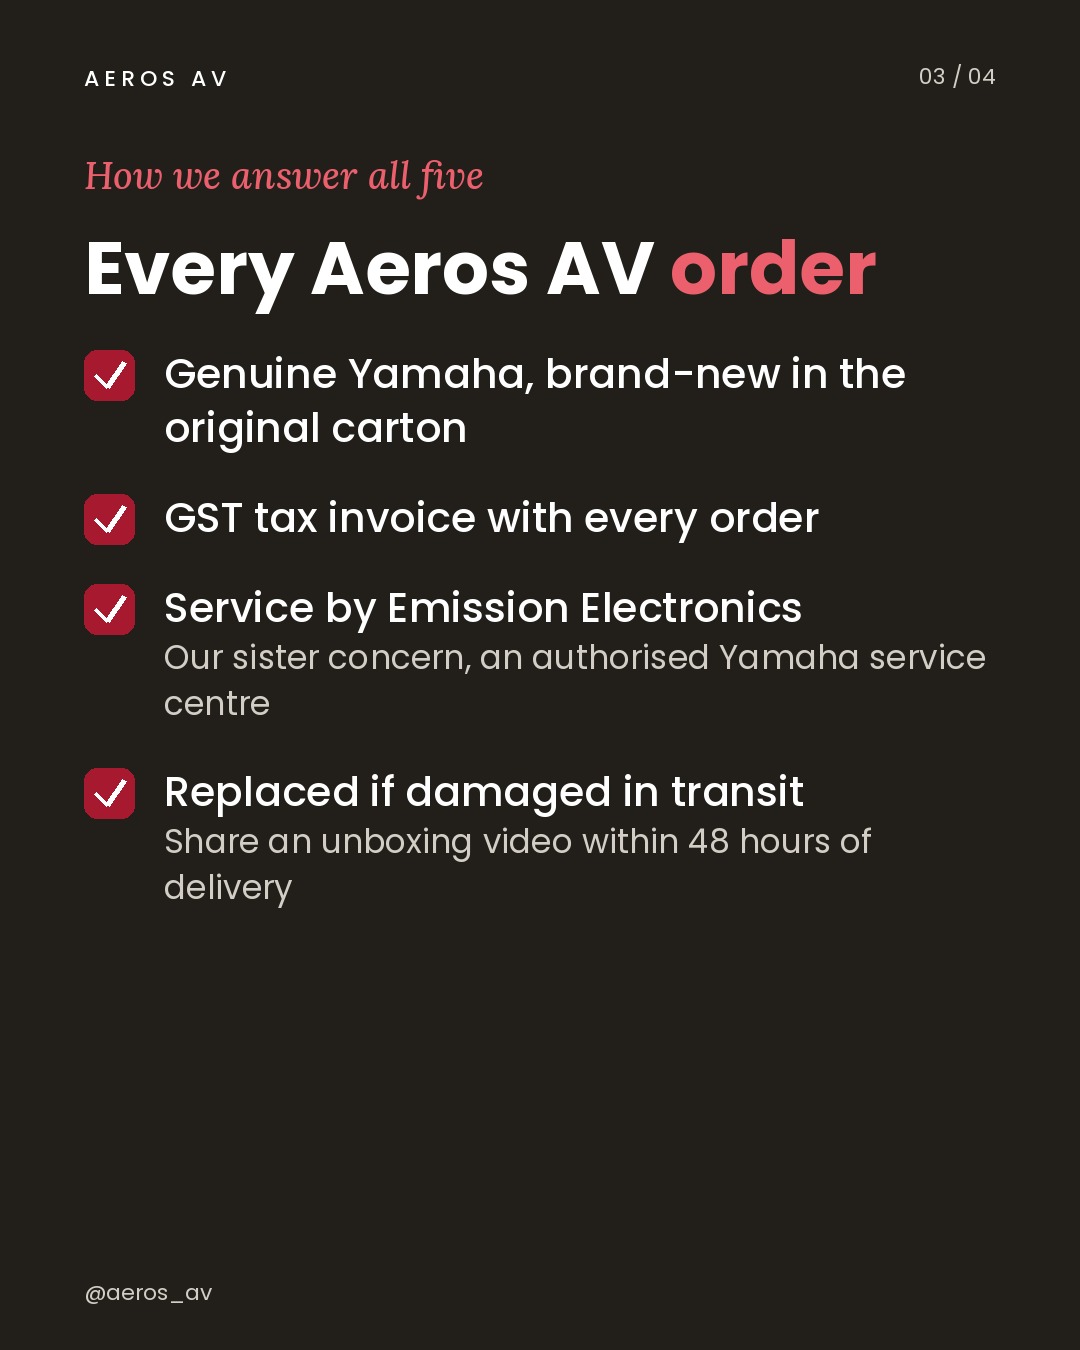 AEROS AV
03 / 04
How we answer all five
Every Aeros AV order
Genuine Yamaha, brand-new in the
original carton
GST tax invoice with every order
Service by Emission Electronics
Our sister concern, an authorised Yamaha service
centre
Replaced if damaged in transit
Share an unboxing video within 48 hours of
delivery
@aeros_av